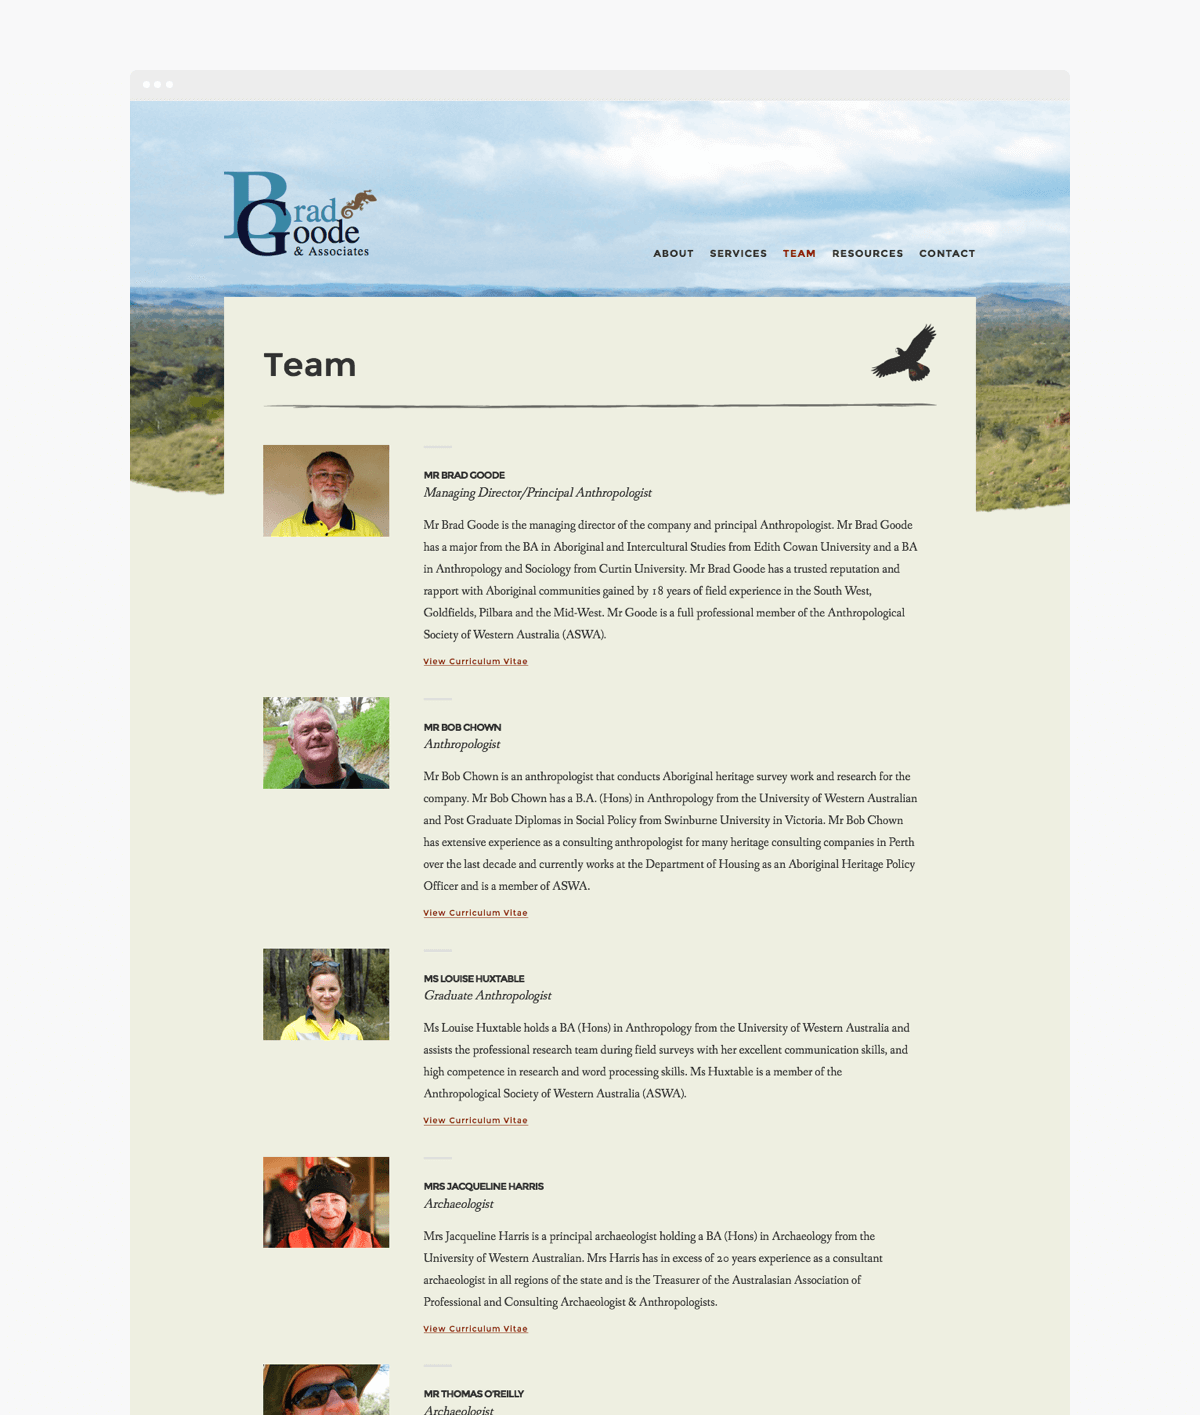 Brad
Goode
& Associates
ABOUT SERVICES TEAM RESOURCES CONTACT
Team
MR BRAD GOODE
Managing Director/Principal Anthropologist
Mr Brad Goode is the managing director of the company and principal Anthropologist. Mr Brad Goode
has a major from the BA in Aboriginal and Intercultural Studies from Edith Cowan University and a BA
in Anthropology and Sociology from Curtin University. Mr Brad Goode has a trusted reputation and
rapport with Aboriginal communities gained by 18 years of field experience in the South West,
Goldfields, Pilbara and the Mid-West. Mr Goode is a full professional member of the Anthropological
Society of Western Australia (ASWA).
View Curriculum Vitae
MR BOB CHOWN
Anthropologist
Mr Bob Chown is an anthropologist that conducts Aboriginal heritage survey work and research for the
company. Mr Bob Chown has a B.A. (Hons) in Anthropology from the University of Western Australian
and Post Graduate Diplomas in Social Policy from Swinburne University in Victoria. Mr Bob Chown
has extensive experience as a consulting anthropologist for many heritage consulting companies in Perth
over the last decade and currently works at the Department of Housing as an Aboriginal Heritage Policy
Officer and is a member of ASWA.
View Curriculum Vitae
MS LOUISE HUXTABLE
Graduate Anthropologist
Ms Louise Huxtable holds a BA (Hons) in Anthropology from the University of Western Australia and
assists the professional research team during field surveys with her excellent communication skills, and
high competence in research and word processing skills. Ms Huxtable is a member of the
Anthropological Society of Western Australia (ASWA).
View Curriculum Vitae
MRS JACQUELINE HARRIS
Archaeologist
Mrs Jacqueline Harris is a principal archaeologist holding a BA (Hons) in Archaeology from the
University of Western Australian. Mrs Harris has in excess of 20 years experience as a consultant
archaeologist in all regions of the state and is the Treasurer of the Australasian Association of
Professional and Consulting Archaeologist & Anthropologists.
View Curriculum Vitae
MR THOMAS O'REILLY
Archaeologist